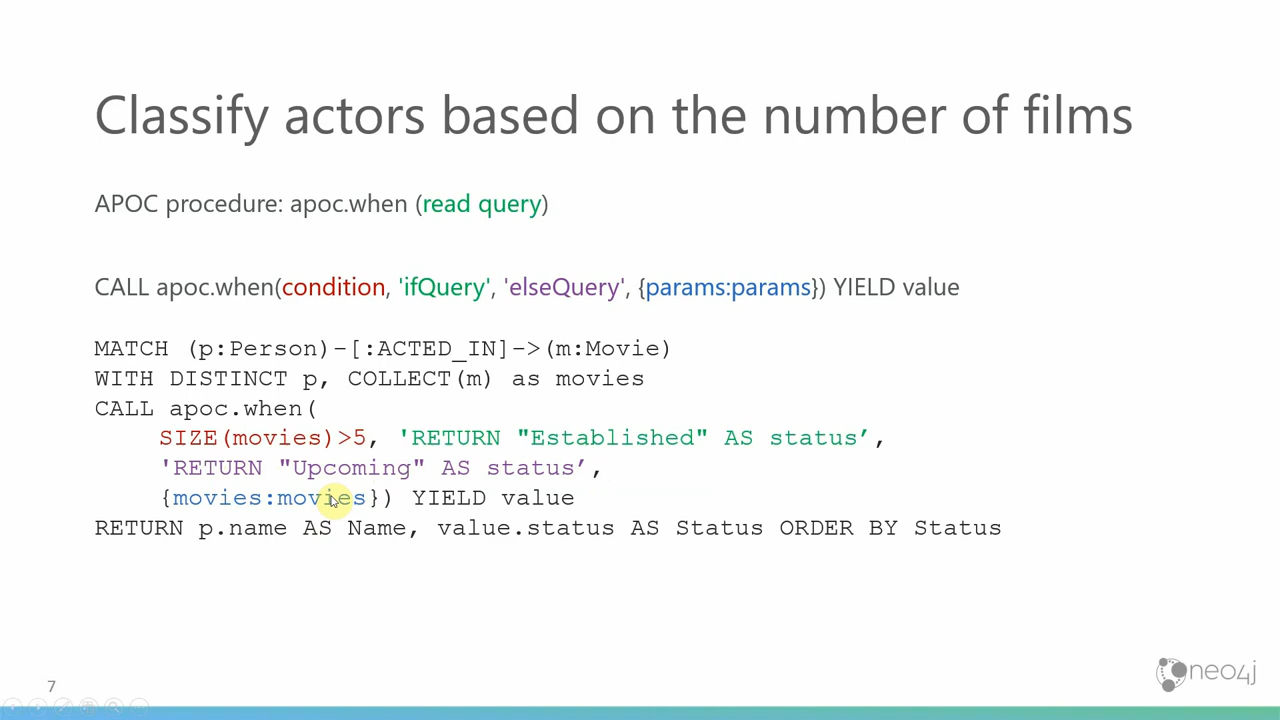 Classify actors based on the number of films
APOC procedure: apoc.when (read query)
CALL apoc.when(condition, 'ifQuery', 'elseQuery', {params:params}) YIELD value
MATCH (p:Person)-[:ACTED_IN]->(m:Movie)
WITH DISTINCT p, COLLECT(m) as movies
CALL apoc.when(
SIZE(movies)>5, 'RETURN "Established" AS status’,
'RETURN "Upcoming" AS status’,
{movies:movies}) YIELD value
RETURN p.name AS Name, value.status AS Status ORDER BY Status
7
neo4j